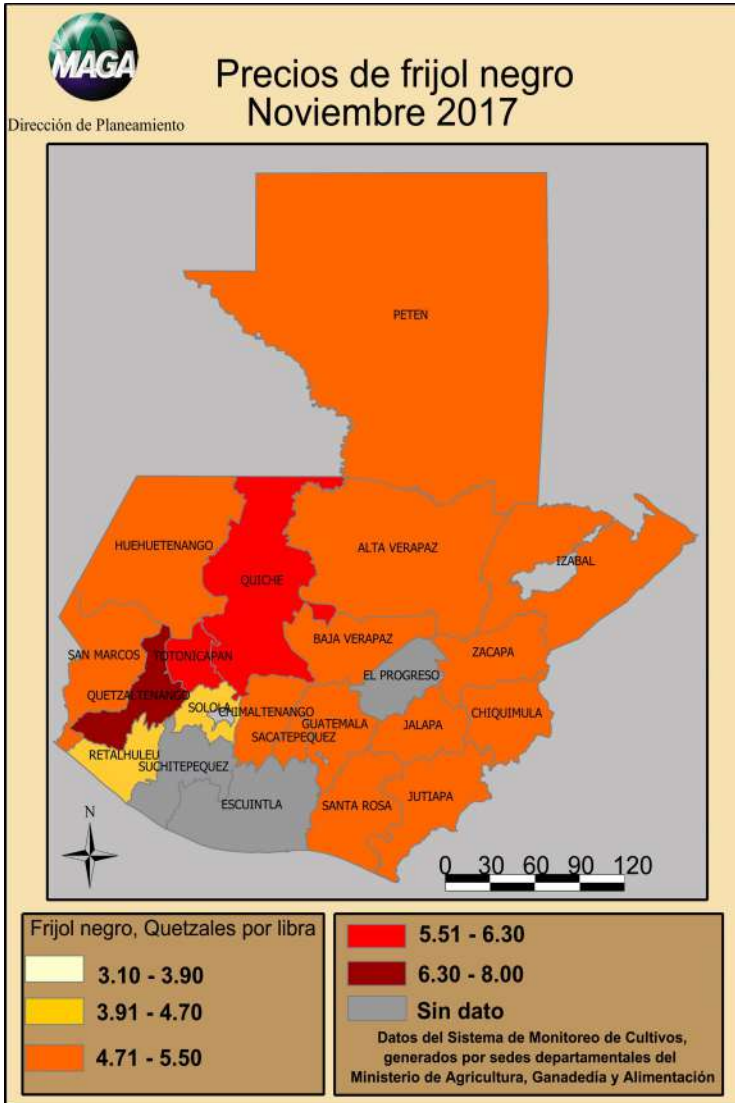 MAGA
Dirección de Planeamiento
Precios de frijol negro
Noviembre 2017
PETEN
HUEHUETENANGO
QUICHE
ALTA VERAPAZ
IZABAL
SAN MARCOS
TOTONICAPAN
BAJA VERAPAZ
ZACAPA
QUETZALTENANGO
EL PROGRESO
SOLOLA
CHIMALTENANGO
GUATEMALA
JALAPA
CHIQUIMULA
SACATEPEQUEZ
RETALHULEU
SUCHITEPEQUEZ
ESCUINTLA
SANTA ROSA
JUTIAPA
N
0 30 60 90 120
Frijol negro, Quetzales por libra
3.10 - 3.90
3.91 - 4.70
4.71 - 5.50
5.51 - 6.30
6.30 - 8.00
Sin dato
Datos del Sistema de Monitoreo de Cultivos,
generados por sedes departamentales del
Ministerio de Agricultura, Ganadedía y Alimentación